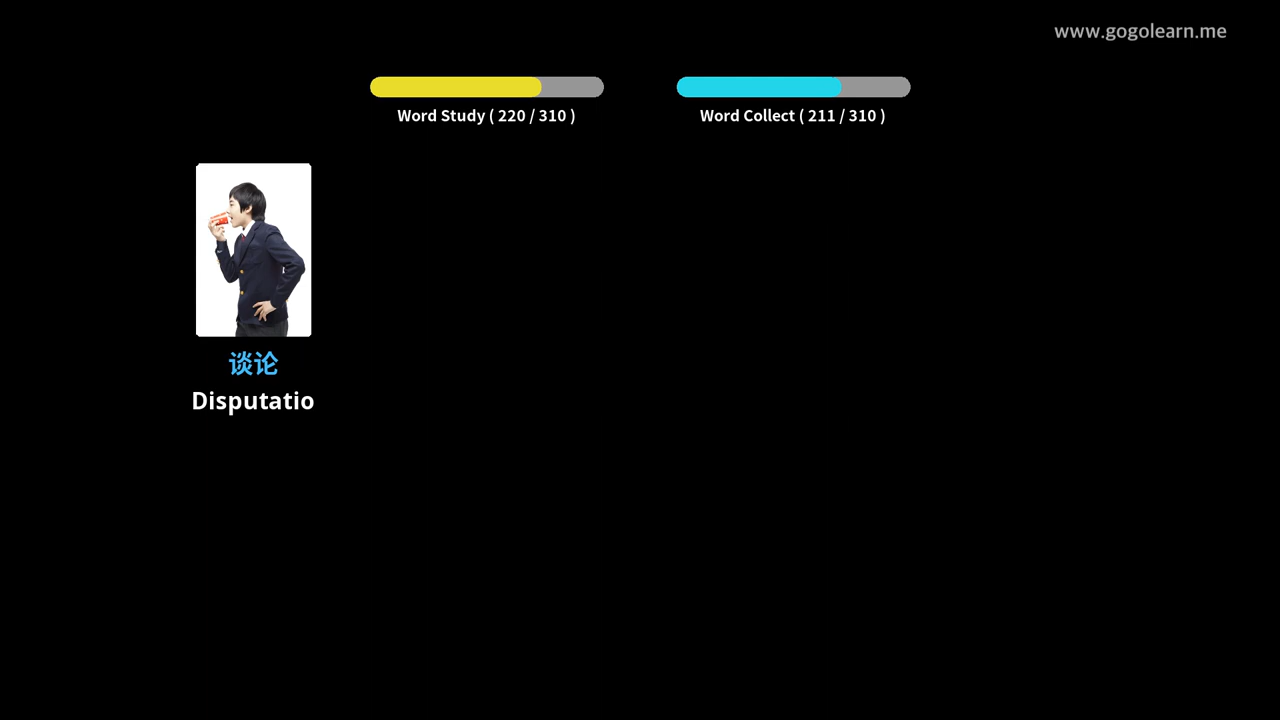 www.gogolearn.me
Word Study ( 220 / 310 )
Word Collect ( 211 / 310 )
谈论
Disputatio